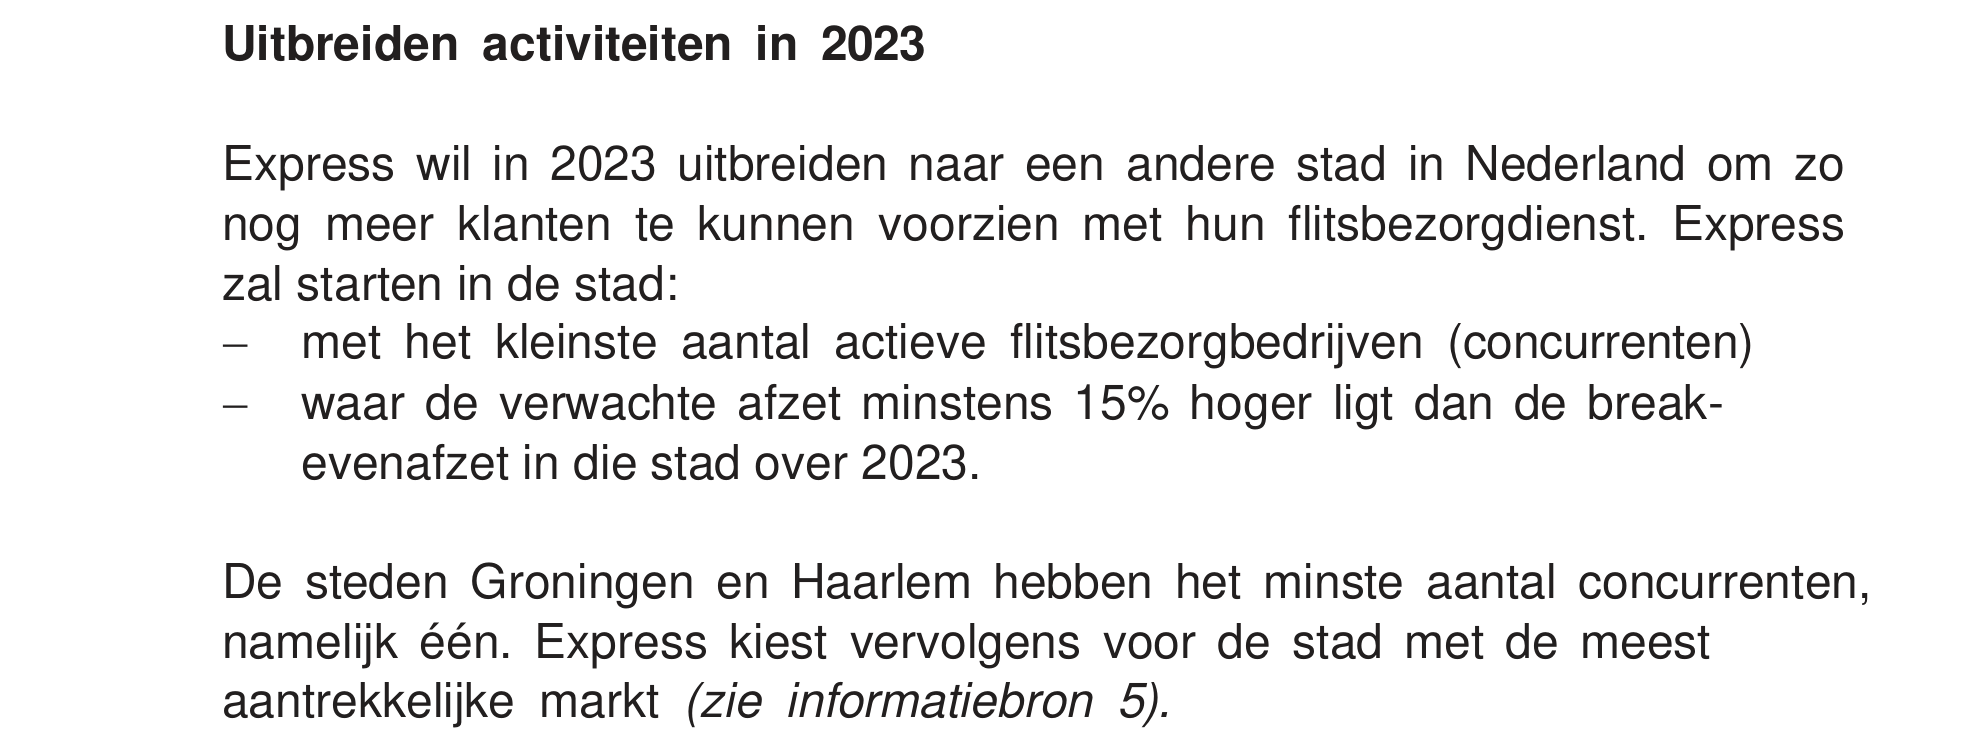 Uitbreiden activiteiten in 2023
Express wil in 2023 uitbreiden naar een andere stad in Nederland om zo
nog meer klanten te kunnen voorzien met hun flitsbezorgdienst. Express
zal starten in de stad:
– met het kleinste aantal actieve flitsbezorgbedrijven (concurrenten)
– waar de verwachte afzet minstens 15% hoger ligt dan de break-
evenafzet in die stad over 2023.
De steden Groningen en Haarlem hebben het minste aantal concurrenten,
namelijk één. Express kiest vervolgens voor de stad met de meest
aantrekkelijke markt (zie informatiebron 5).